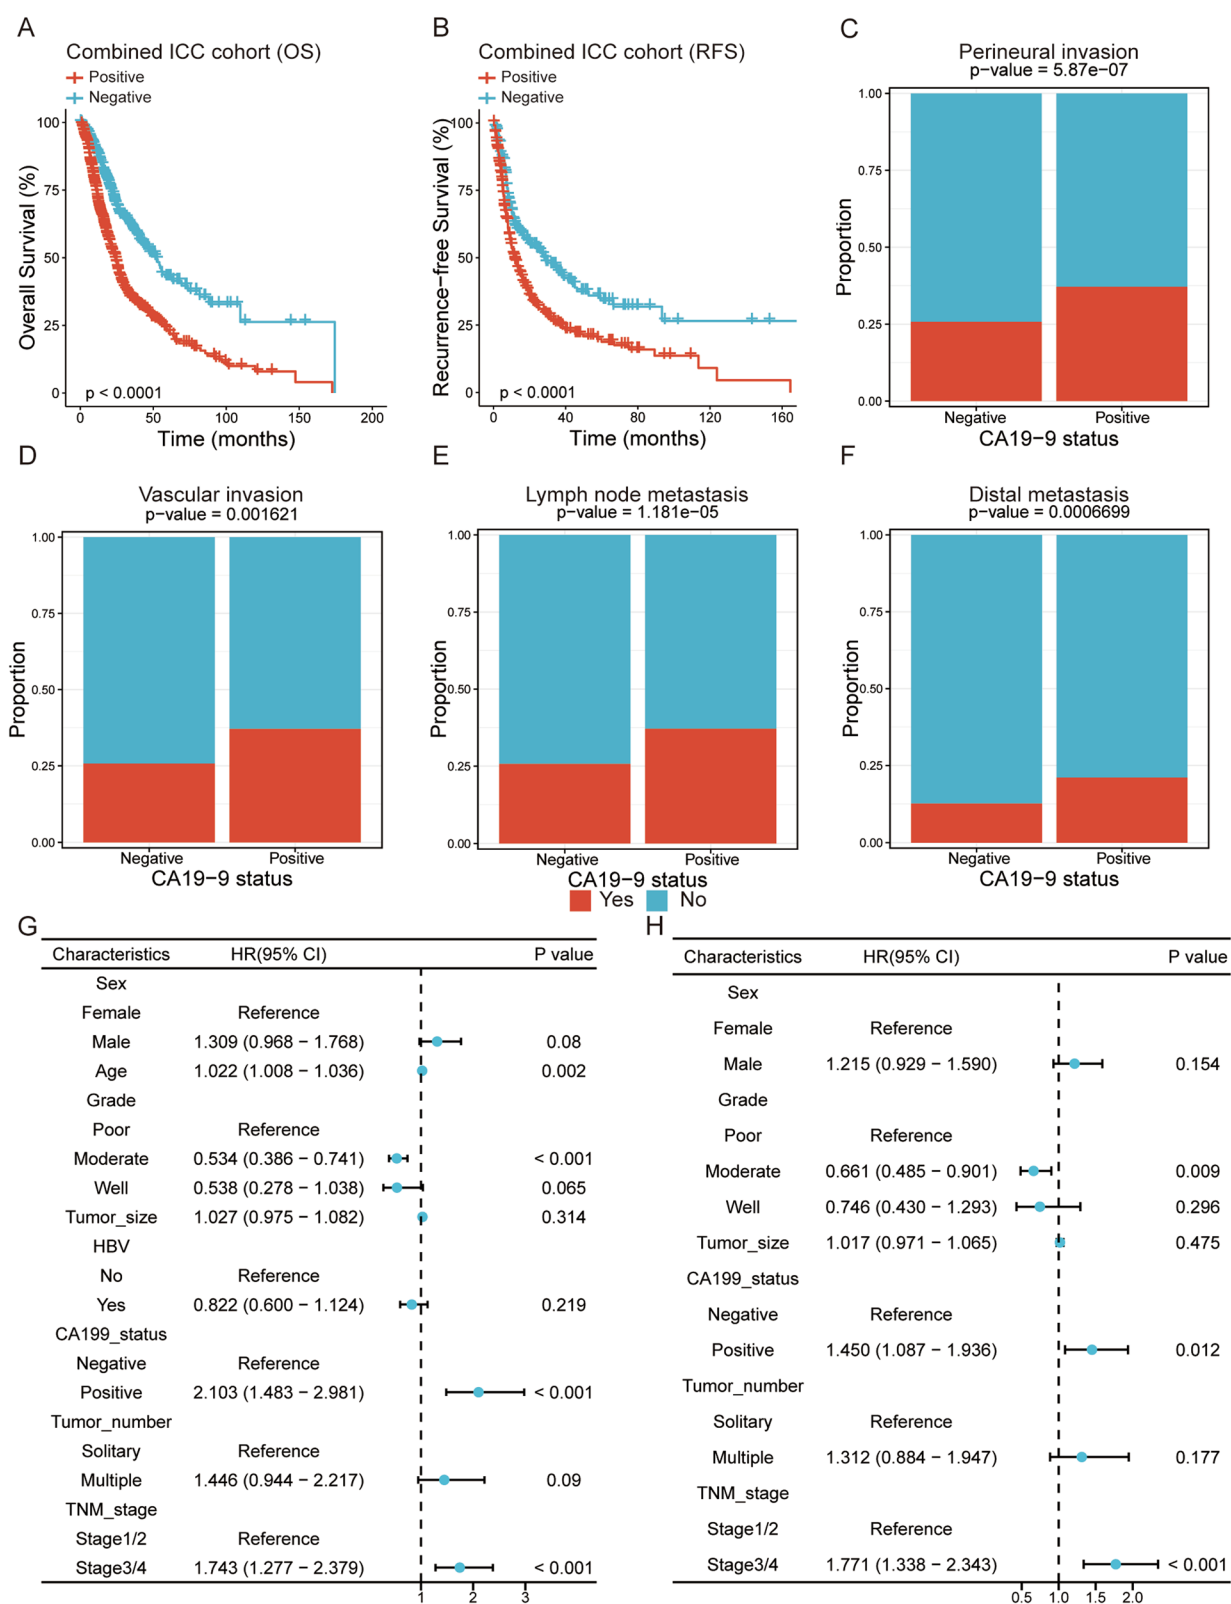 A
Combined ICC cohort (OS)
Positive
Negative
100
75
50
25
0
Overall Survival (%)
p < 0.0001
0 50 100 150 200
Time (months)
B
Combined ICC cohort (RFS)
Positive
Negative
100
75
50
25
0
Recurrence−free Survival (%)
p < 0.0001
0 40 80 120 160
Time (months)
C
Perineural invasion
p−value = 5.87e−07
1.00
0.75
0.50
0.25
0.00
Proportion
Negative Positive
CA19−9 status
D
Vascular invasion
p−value = 0.001621
1.00
0.75
0.50
0.25
0.00
Proportion
Negative Positive
CA19−9 status
E
Lymph node metastasis
p−value = 1.181e−05
1.00
0.75
0.50
0.25
0.00
Proportion
Negative Positive
CA19−9 status
F
Distal metastasis
p−value = 0.0006699
1.00
0.75
0.50
0.25
0.00
Proportion
Negative Positive
CA19−9 status
Yes No
G
Characteristics HR(95% CI) P value
Sex
Female Reference
Male 1.309 (0.968 − 1.768) 0.08
Age 1.022 (1.008 − 1.036) 0.002
Grade
Poor Reference
Moderate 0.534 (0.386 − 0.741) < 0.001
Well 0.538 (0.278 − 1.038) 0.065
Tumor_size 1.027 (0.975 − 1.082) 0.314
HBV
No Reference
Yes 0.822 (0.600 − 1.124) 0.219
CA199_status
Negative Reference
Positive 2.103 (1.483 − 2.981) < 0.001
Tumor_number
Solitary Reference
Multiple 1.446 (0.944 − 2.217) 0.09
TNM_stage
Stage1/2 Reference
Stage3/4 1.743 (1.277 − 2.379) < 0.001
1 2 3
H
Characteristics HR(95% CI) P value
Sex
Female Reference
Male 1.215 (0.929 − 1.590) 0.154
Grade
Poor Reference
Moderate 0.661 (0.485 − 0.901) 0.009
Well 0.746 (0.430 − 1.293) 0.296
Tumor_size 1.017 (0.971 − 1.065) 0.475
CA199_status
Negative Reference
Positive 1.450 (1.087 − 1.936) 0.012
Tumor_number
Solitary Reference
Multiple 1.312 (0.884 − 1.947) 0.177
TNM_stage
Stage1/2 Reference
Stage3/4 1.771 (1.338 − 2.343) < 0.001
0.5 1.0 1.5 2.0